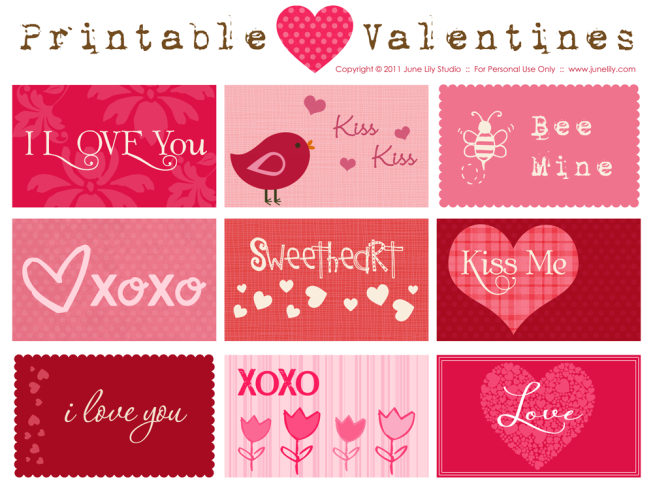 Printable Valentines
Copyright © 2011 June Lily Studio :: For Personal Use Only :: www.junelily.com
I LOVE You
Kiss
Kiss
Bee
Mine
xoxo
Sweetheart
Kiss Me
i love you
XOXO
Love